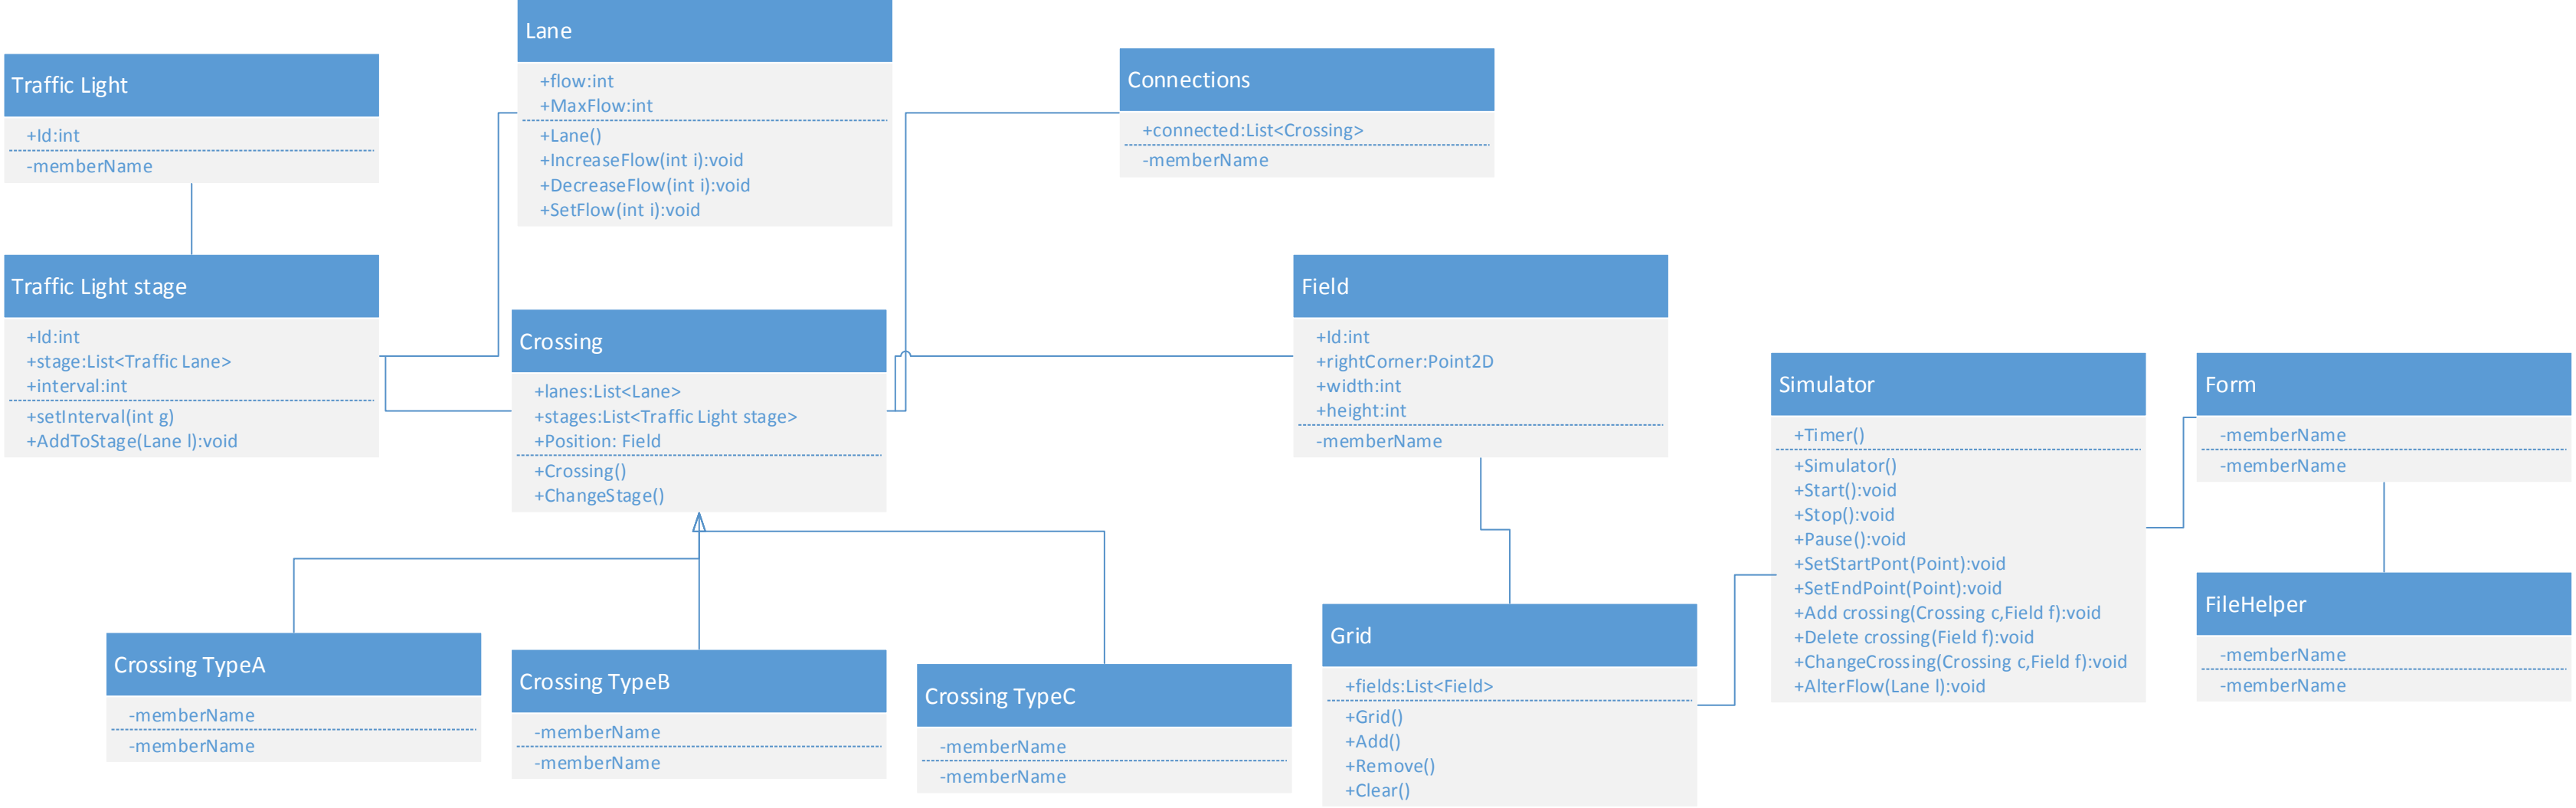 Lane
+flow:int
+MaxFlow:int
+Lane()
+IncreaseFlow(int i):void
+DecreaseFlow(int i):void
+SetFlow(int i):void
Traffic Light
+Id:int
-memberName
Connections
+connected:List<Crossing>
-memberName
Traffic Light stage
+Id:int
+stage:List<Traffic Lane>
+interval:int
+setInterval(int g)
+AddToStage(Lane l):void
Crossing
+lanes:List<Lane>
+stages:List<Traffic Light stage>
+Position: Field
+Crossing()
+ChangeStage()
Field
+Id:int
+rightCorner:Point2D
+width:int
+height:int
-memberName
Simulator
+Timer()
+Simulator()
+Start():void
+Stop():void
+Pause():void
+SetStartPont(Point):void
+SetEndPoint(Point):void
+Add crossing(Crossing c,Field f):void
+Delete crossing(Field f):void
+ChangeCrossing(Crossing c,Field f):void
+AlterFlow(Lane l):void
Form
-memberName
-memberName
FileHelper
-memberName
-memberName
Crossing TypeA
-memberName
-memberName
Crossing TypeB
-memberName
-memberName
Crossing TypeC
-memberName
-memberName
Grid
+fields:List<Field>
+Grid()
+Add()
+Remove()
+Clear()